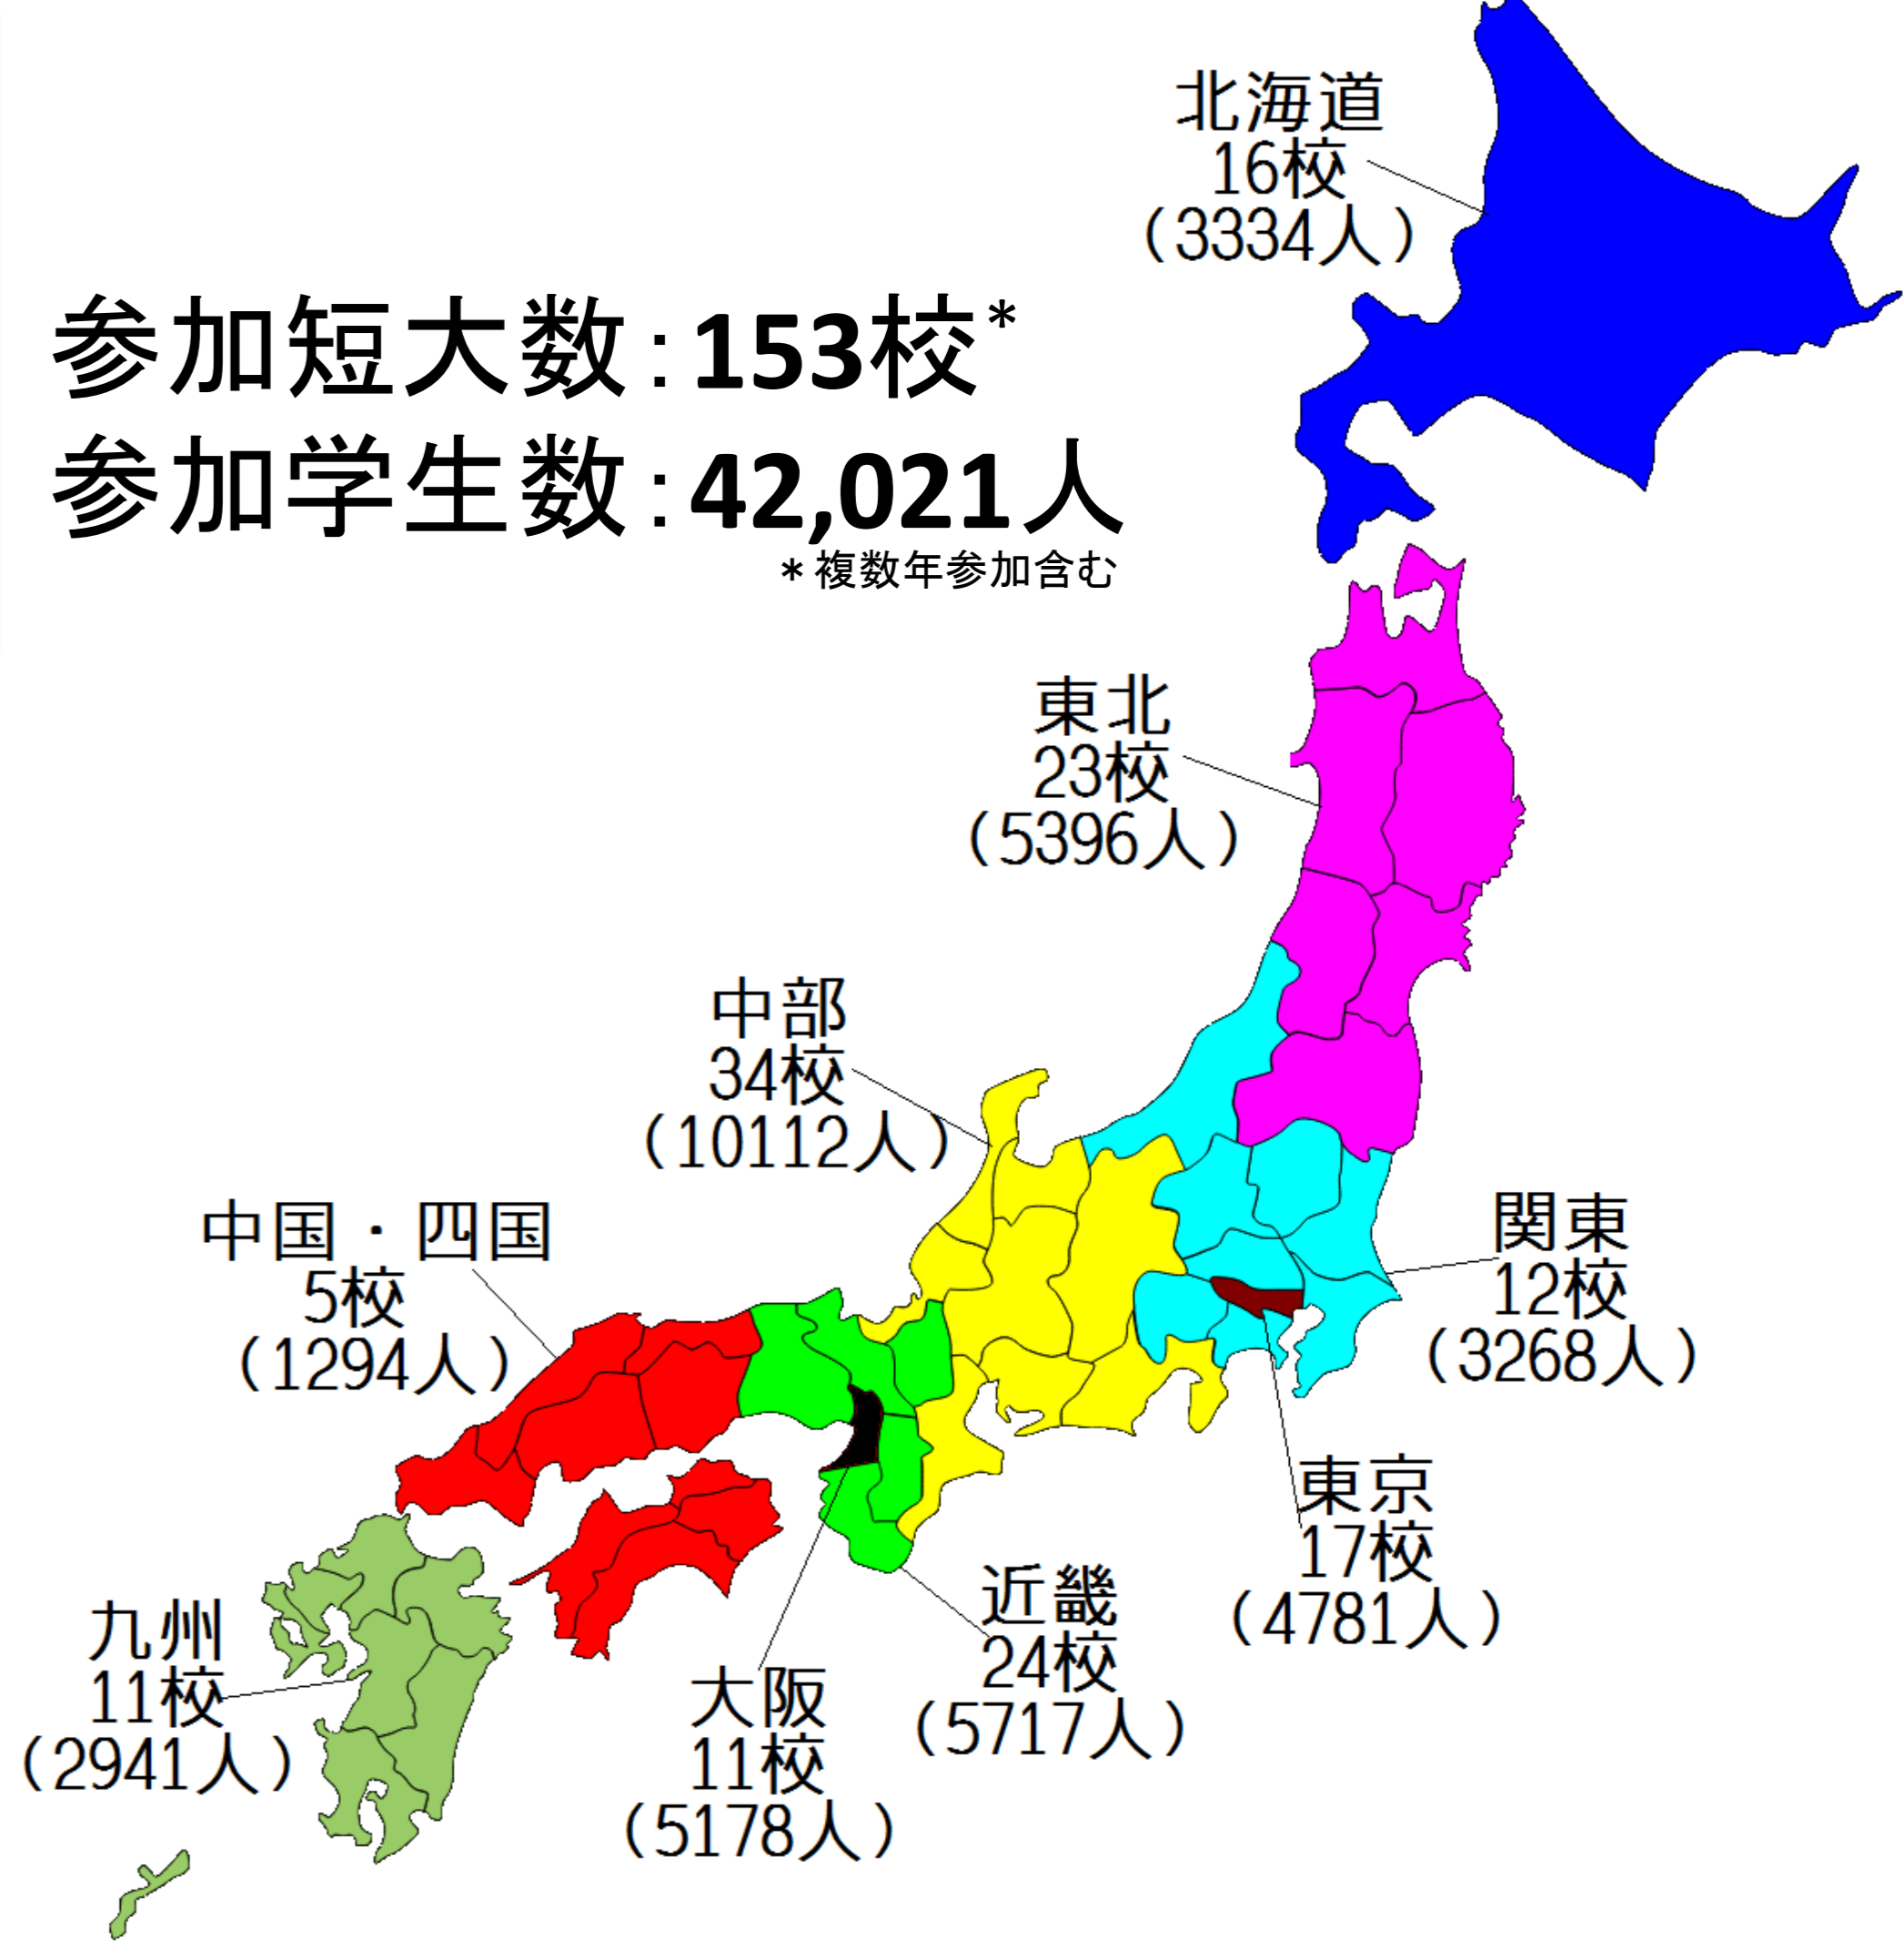 参加短大数:153校*
参加学生数:42,021人
*複数年参加含む
北海道
16校
(3334人)
東北
23校
(5396人)
中部
34校
(10112人)
中国・四国
5校
(1294人)
関東
12校
(3268人)
東京
17校
(4781人)
近畿
24校
(5717人)
大阪
11校
(5178人)
九州
11校
(2941人)